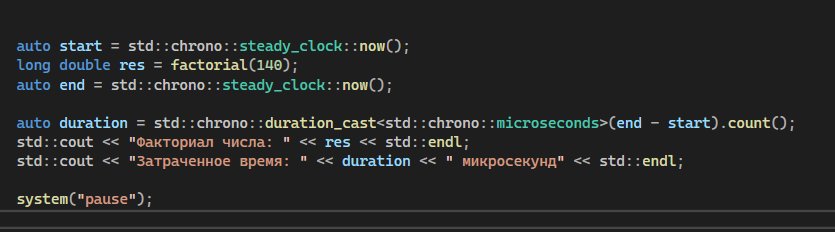 auto start = std::chrono::steady_clock::now();
long double res = factorial(140);
auto end = std::chrono::steady_clock::now();
auto duration = std::chrono::duration_cast<std::chrono::microseconds>(end - start).count();
std::cout << "Факториал числа: " << res << std::endl;
std::cout << "Затраченное время: " << duration << " микросекунд" << std::endl;
system("pause");